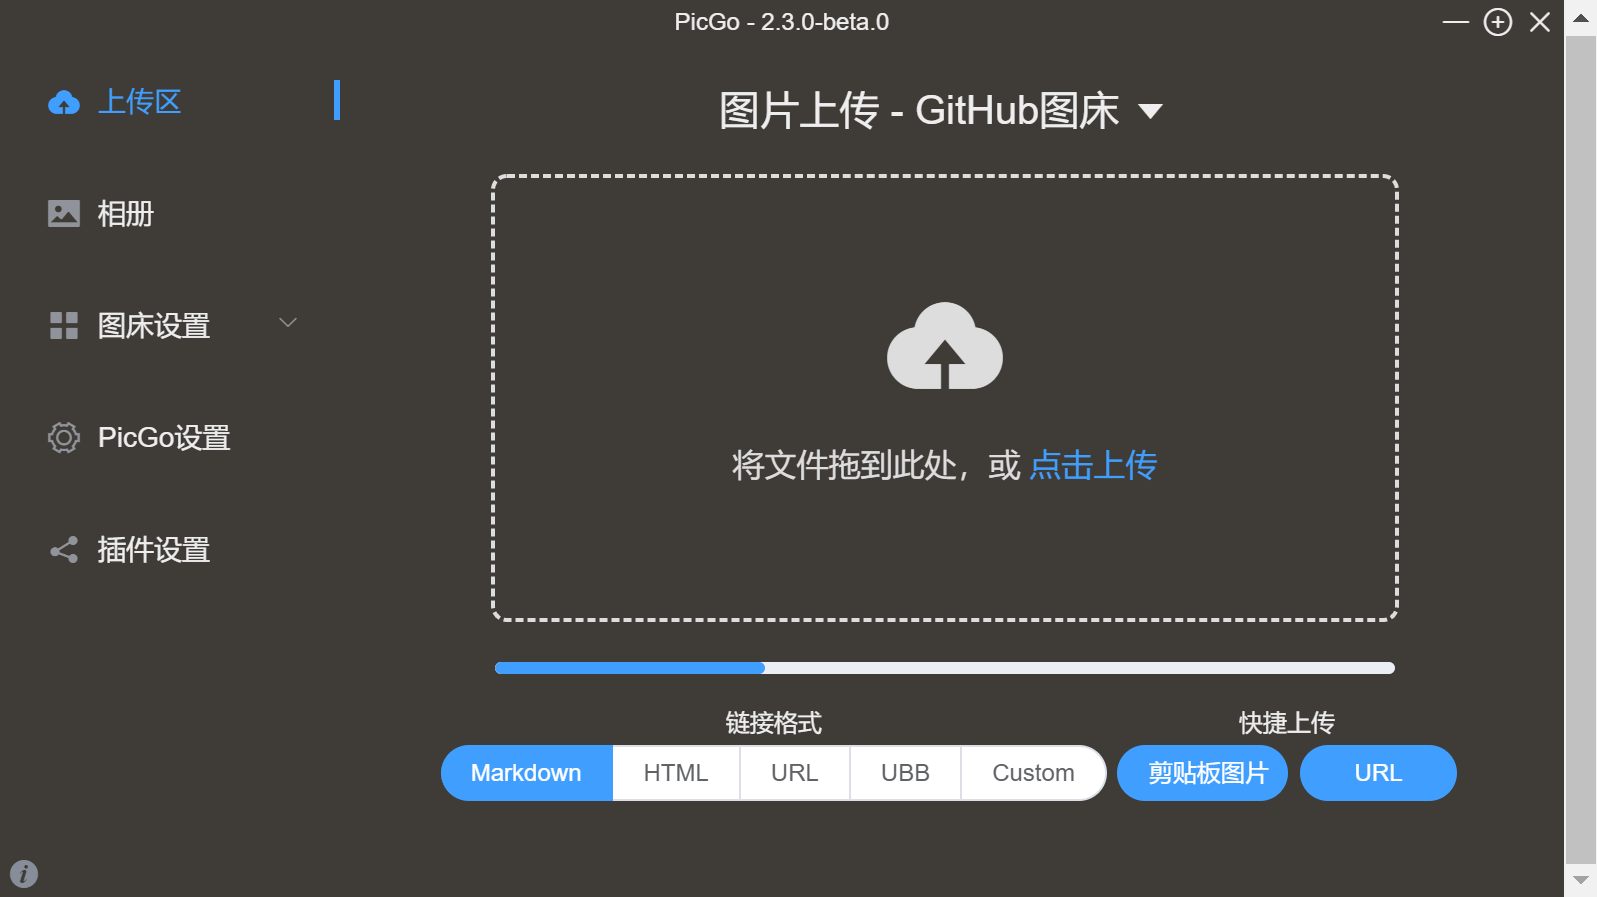 PicGo - 2.3.0-beta.0
上传区
相册
图床设置
PicGo设置
插件设置
图片上传 - GitHub图床
将文件拖到此处，或 点击上传
链接格式
Markdown HTML URL UBB Custom
快捷上传
剪贴板图片 URL
i